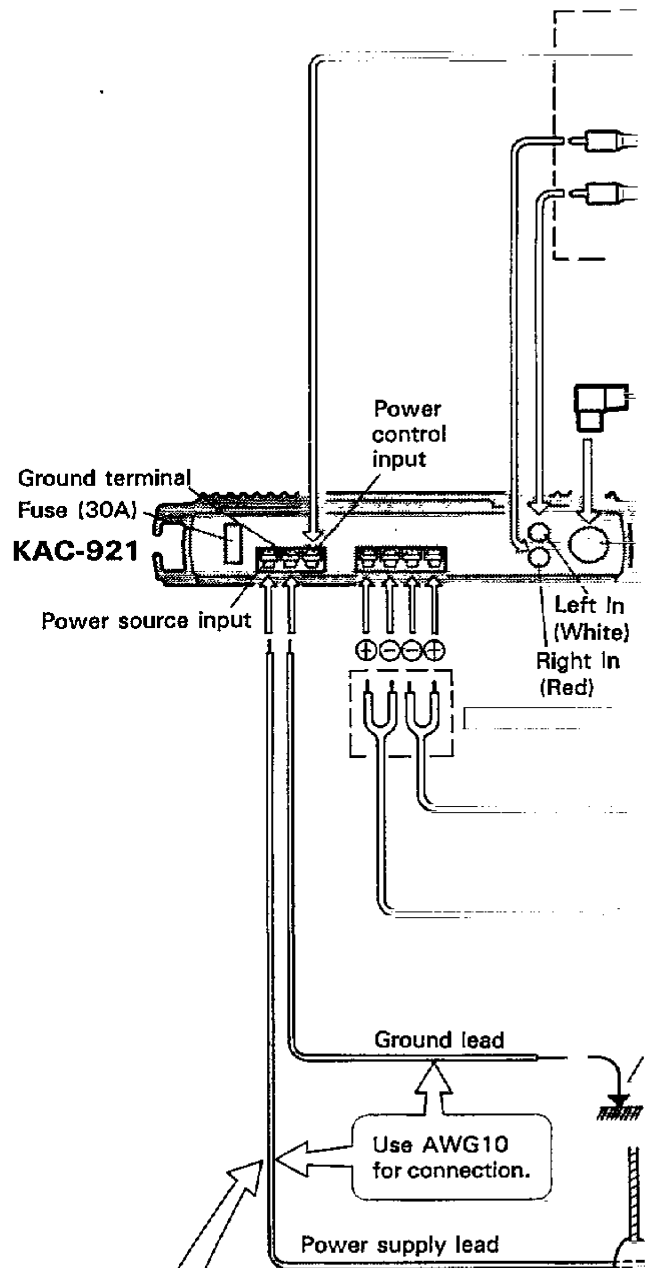 Power
control
input
Ground terminal
Fuse (30A)
KAC-921
Power source input
Left In
(White)
Right In
(Red)
+ - - +
Ground lead
Use AWG10
for connection.
Power supply lead